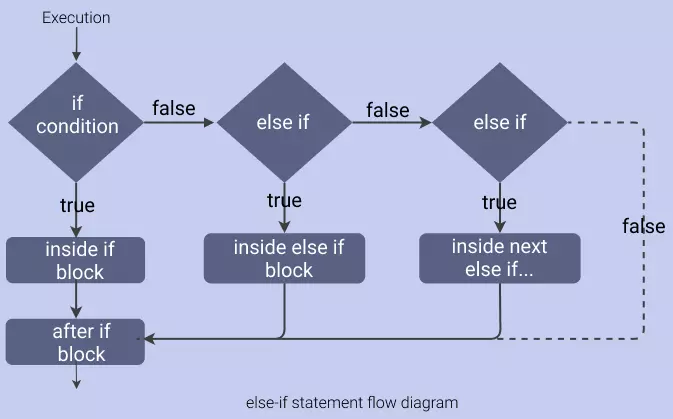 Execution
if
condition
false
else if
false
else if
true
true
true
false
inside if
block
inside else if
block
inside next
else if...
after if
block
else-if statement flow diagram